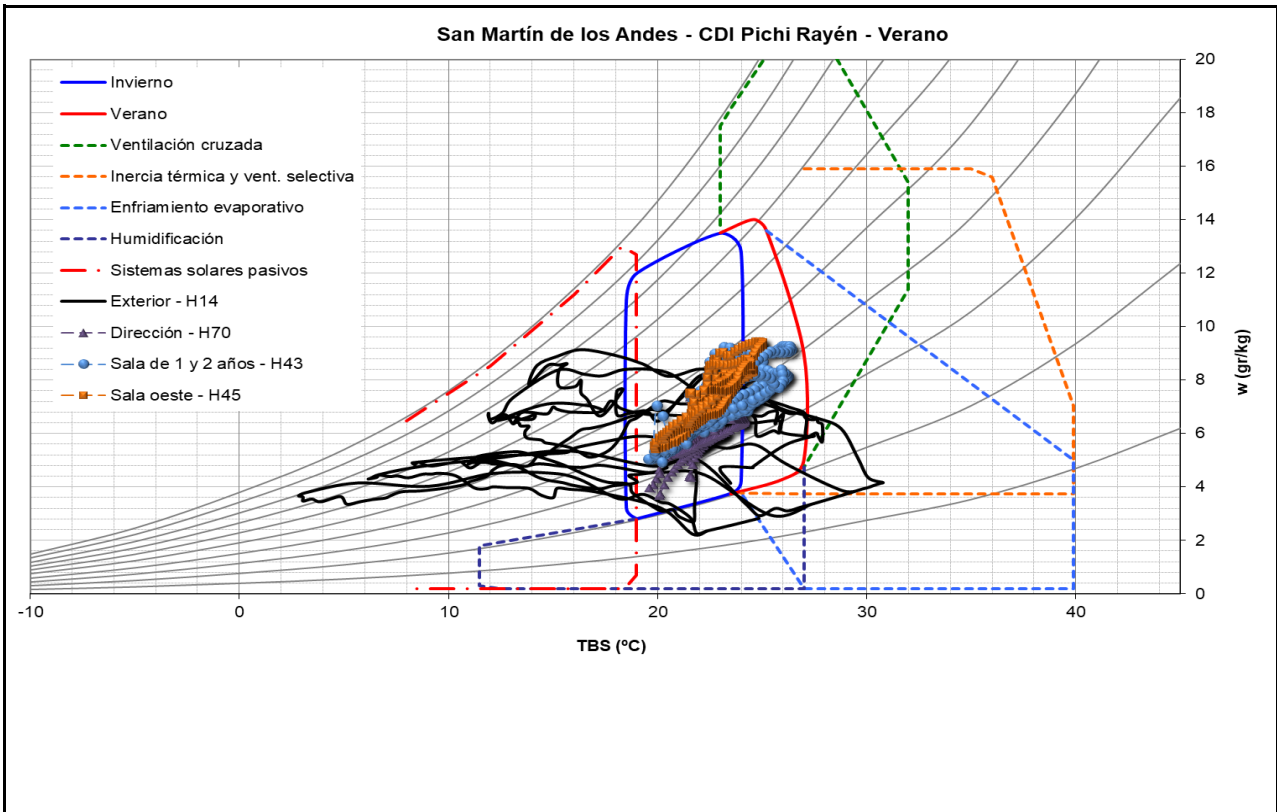 San Martín de los Andes - CDI Pichi Rayén - Verano
Invierno
Verano
Ventilación cruzada
Inercia térmica y vent. selectiva
Enfriamiento evaporativo
Humidificación
Sistemas solares pasivos
Exterior - H14
Dirección - H70
Sala de 1 y 2 años - H43
Sala oeste - H45
20
18
16
14
12
10
8
6
4
2
0
w (gr/kg)
-10
0
10
20
30
40
TBS (ºC)